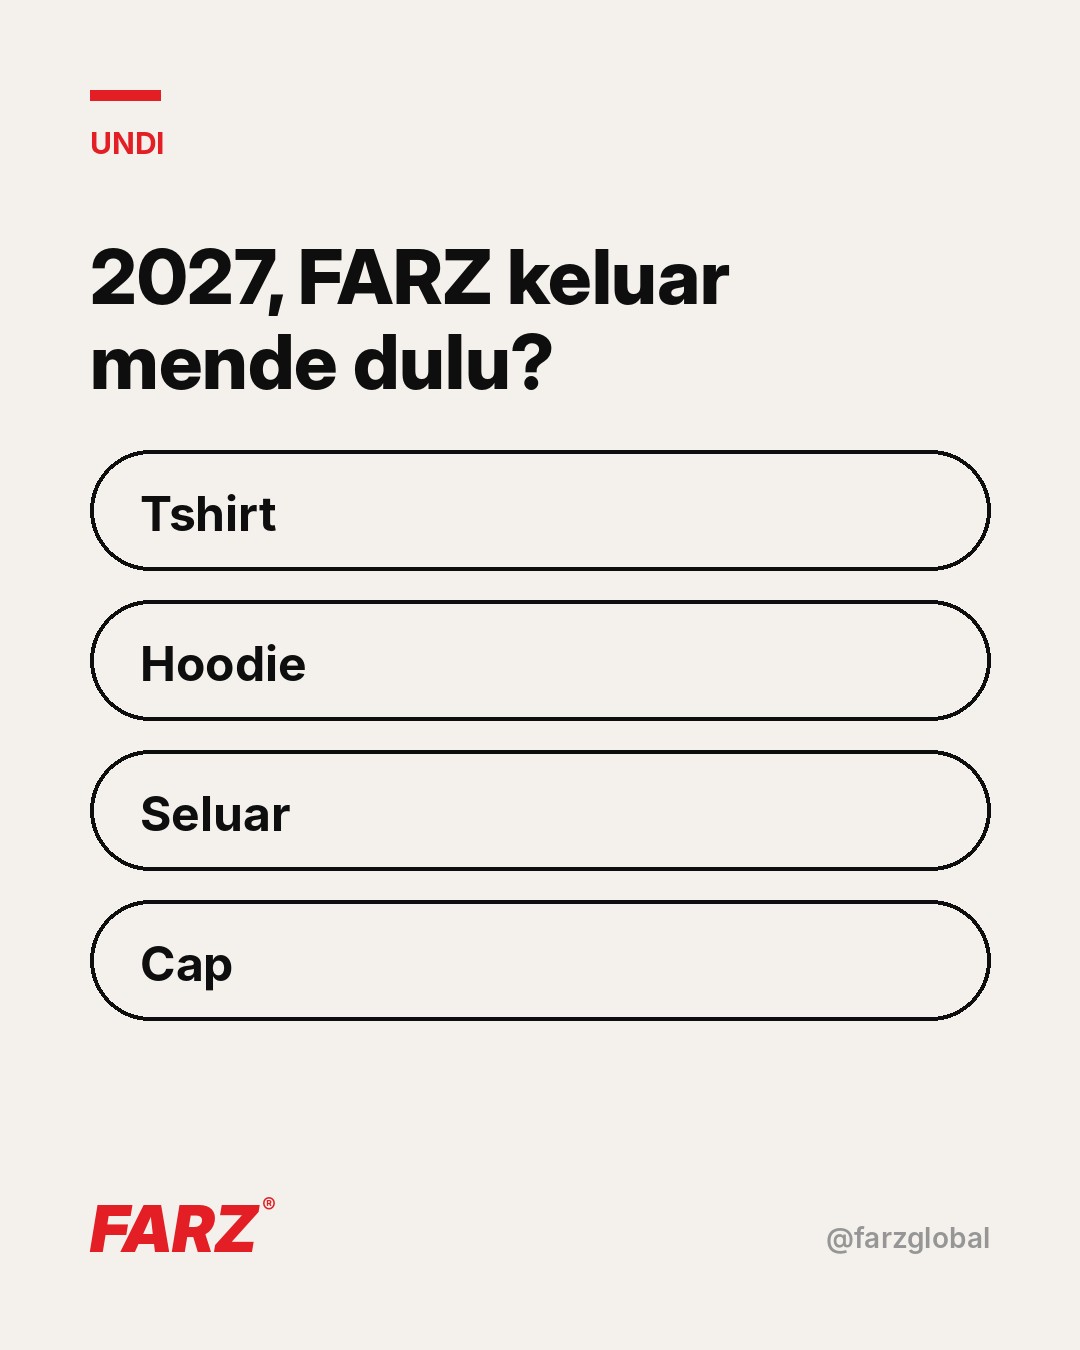 UNDI
2027, FARZ keluar
mende dulu?
Tshirt
Hoodie
Seluar
Cap
FARZ®
@farzglobal